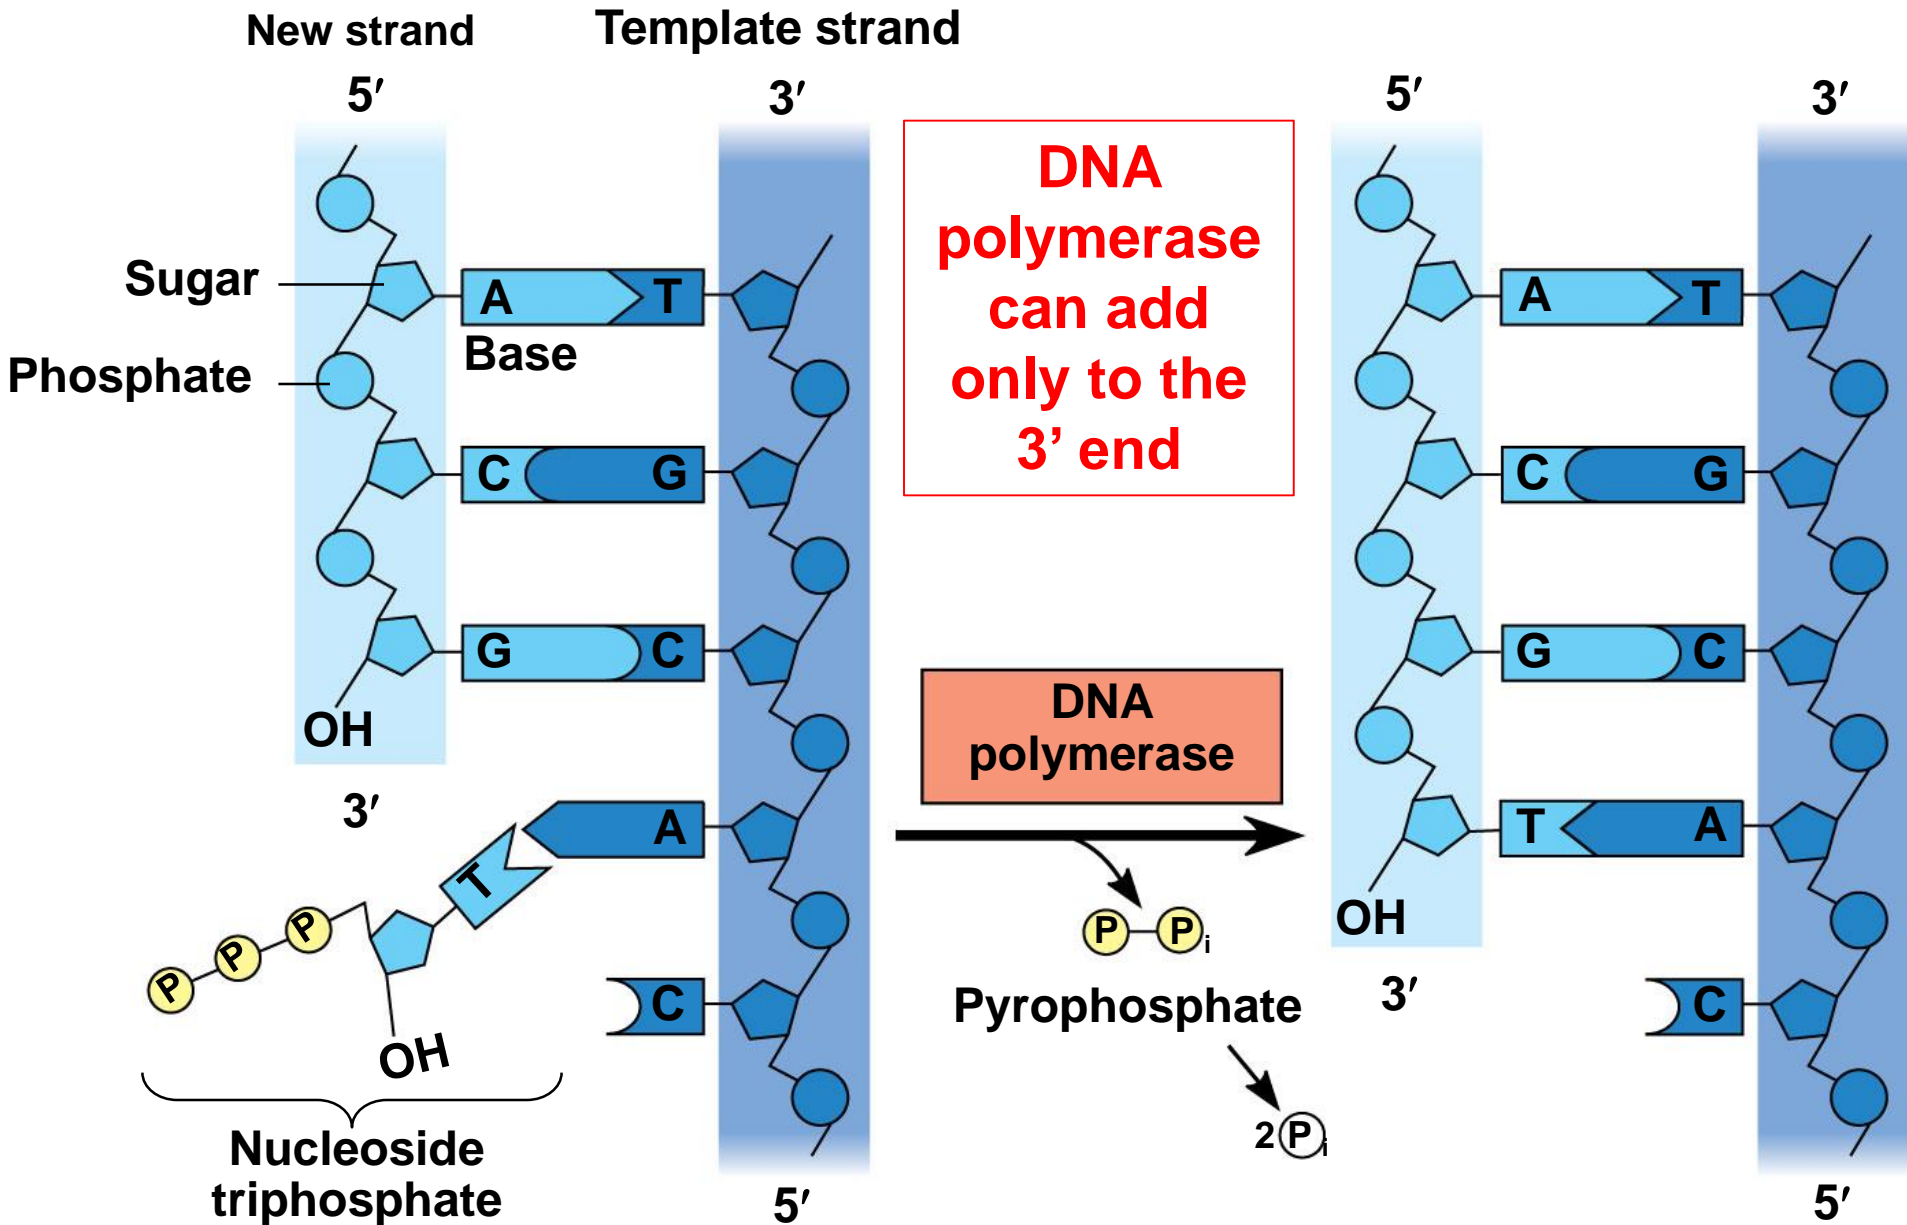 New strand
Template strand
5′
3′
5′
3′
DNA
polymerase
can add
only to the
3’ end
Sugar
A
T
A
T
Base
Phosphate
C
G
C
G
G
C
G
C
OH
DNA
polymerase
3′
A
T
T
A
P
P
P
OH
P
P i
OH
C
Pyrophosphate
3′
C
2 P i
Nucleoside
triphosphate
5′
5′